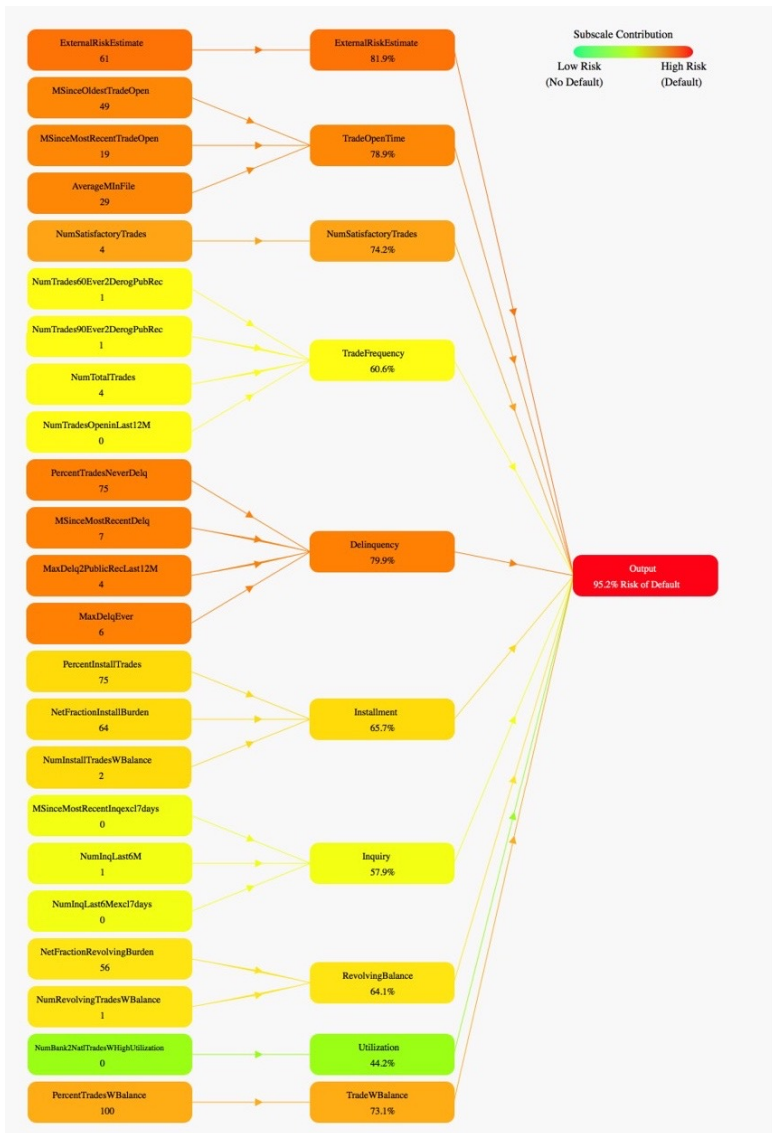 ExternalRiskEstimate
61
MSinceOldestTradeOpen
49
MSinceMostRecentTradeOpen
19
AverageMInFile
29
NumSatisfactoryTrades
4
NumTrades60Ever2DerogPubRec
1
NumTrades90Ever2DerogPubRec
1
NumTotalTrades
4
NumTradesOpeninLast12M
0
PercentTradesNeverDelq
75
MSinceMostRecentDelq
7
MaxDelq2PublicRecLast12M
4
MaxDelqEver
6
PercentInstallTrades
75
NetFractionInstallBurden
64
NumInstallTradesWBalance
2
MSinceMostRecentInqexcl7days
0
NumInqLast6M
1
NumInqLast6Mexcl7days
0
NetFractionRevolvingBurden
56
NumRevolvingTradesWBalance
1
NumBank2NatlTradesWHighUtilization
0
PercentTradesWBalance
100
ExternalRiskEstimate
81.9%
TradeOpenTime
78.9%
NumSatisfactoryTrades
74.2%
TradeFrequency
60.6%
Delinquency
79.9%
Installment
65.7%
Inquiry
57.9%
RevolvingBalance
64.1%
Utilization
44.2%
TradeWBalance
73.1%
Subscale Contribution
Low Risk
(No Default)
High Risk
(Default)
Output
95.2% Risk of Default